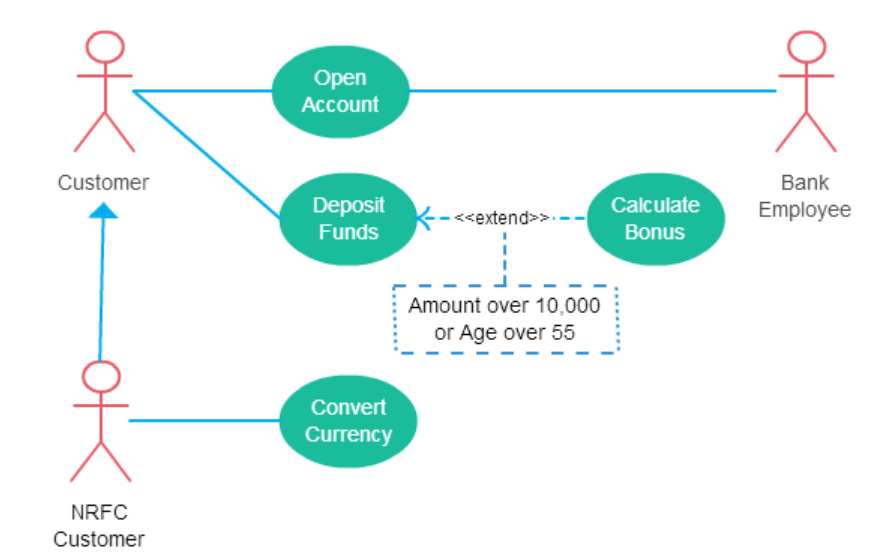 Open
Account
Customer
Bank
Employee
Deposit
Funds
<<extend>>
Calculate
Bonus
Amount over 10,000
or Age over 55
Convert
Currency
NRFC
Customer